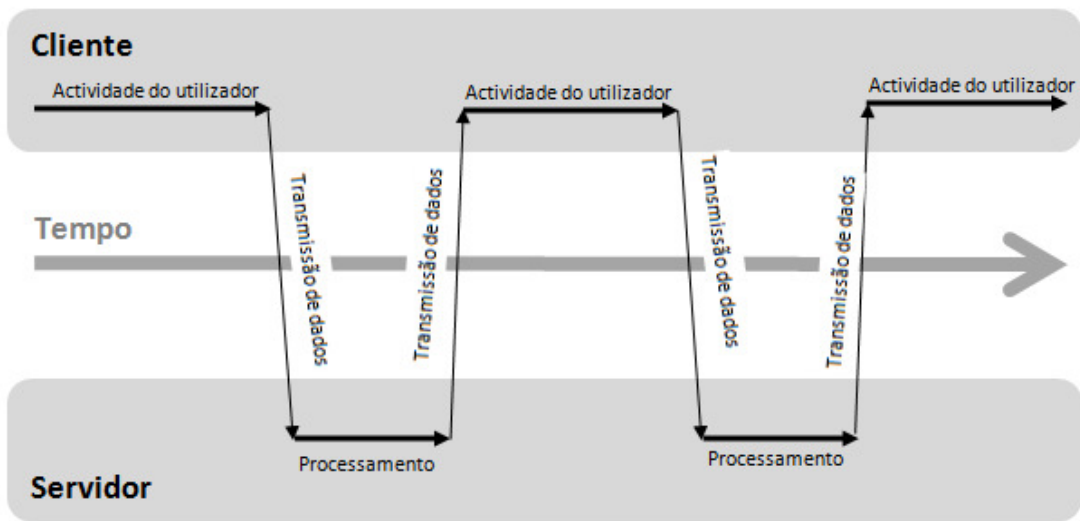 Cliente
Actividade do utilizador
Actividade do utilizador
Actividade do utilizador
Transmissão de dados
Transmissão de dados
Transmissão de dados
Transmissão de dados
Tempo
Processamento
Processamento
Servidor